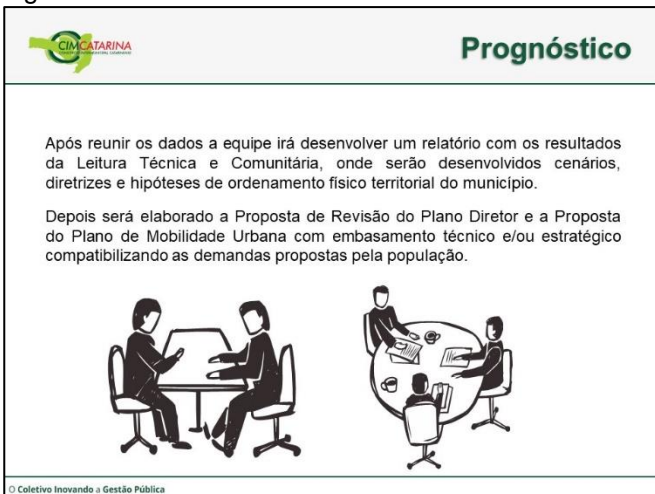 CIMCATARINA
Prognóstico
Após reunir os dados a equipe irá desenvolver um relatório com os resultados
da Leitura Técnica e Comunitária, onde serão desenvolvidos cenários,
diretrizes e hipóteses de ordenamento físico territorial do município.
Depois será elaborado a Proposta de Revisão do Plano Diretor e a Proposta
do Plano de Mobilidade Urbana com embasamento técnico e/ou estratégico
compatibilizando as demandas propostas pela população.
O Coletivo Inovando a Gestão Pública